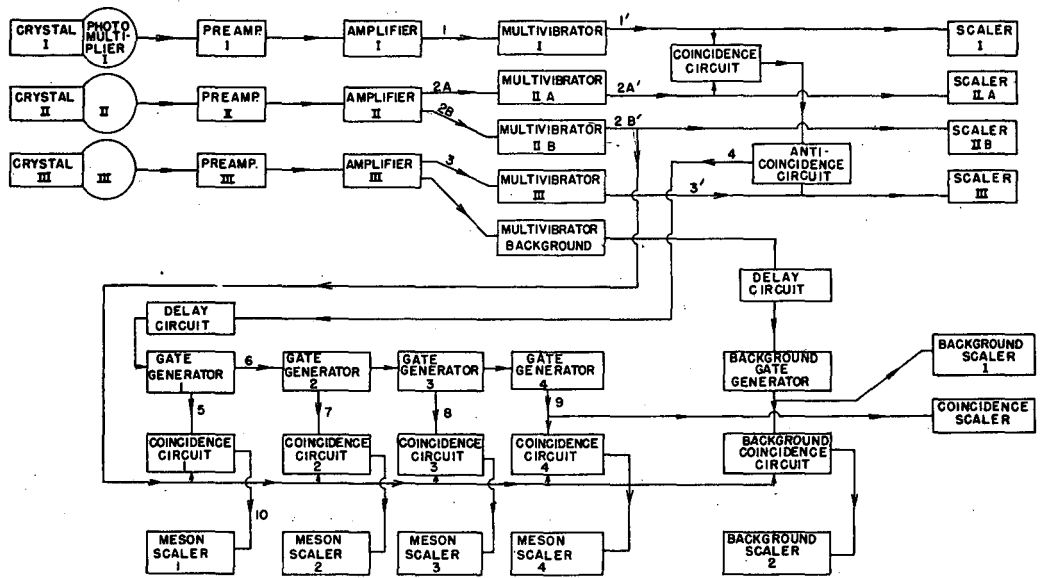 CRYSTAL
I
PHOTO
MULTI-
PLIER
I
PREAMP.
I
AMPLIFIER
I
1
MULTIVIBRATOR
I
1'
COINCIDENCE
CIRCUIT
SCALER
1
CRYSTAL
II
II
PREAMP.
II
AMPLIFIER
II
2A
2B
MULTIVIBRATOR
II A
2A'
SCALER
II A
MULTIVIBRATOR
II B
2 B'
SCALER
II B
CRYSTAL
III
III
PREAMP.
III
AMPLIFIER
III
3
MULTIVIBRATOR
III
3'
4
ANTI-
COINCIDENCE
CIRCUIT
SCALER
III
MULTIVIBRATOR
BACKGROUND
DELAY
CIRCUIT
DELAY
CIRCUIT
GATE
GENERATOR
1
6
GATE
GENERATOR
2
GATE
GENERATOR
3
GATE
GENERATOR
4
BACKGROUND
GATE
GENERATOR
BACKGROUND
SCALER
1
5
7
8
9
COINCIDENCE
SCALER
COINCIDENCE
CIRCUIT
1
COINCIDENCE
CIRCUIT
2
COINCIDENCE
CIRCUIT
3
COINCIDENCE
CIRCUIT
4
BACKGROUND
COINCIDENCE
CIRCUIT
10
MESON
SCALER
1
MESON
SCALER
2
MESON
SCALER
3
MESON
SCALER
4
BACKGROUND
SCALER
2